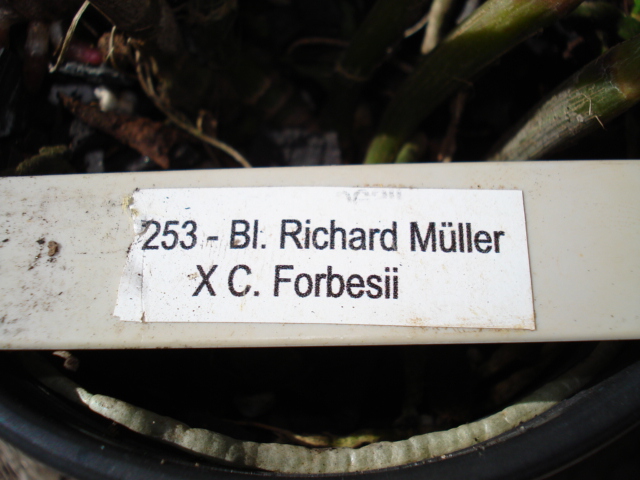 253 - Bl. Richard Müller
X C. Forbesii